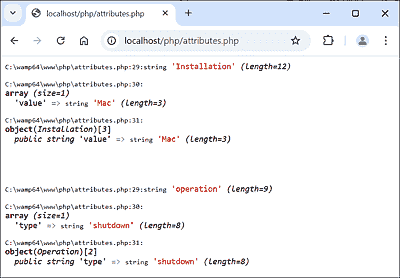 localhost/php/attributes.php
localhost/php/attributes.php
C:\wamp64\www\php\attributes.php:29:string 'Installation' (length=12)
C:\wamp64\www\php\attributes.php:30:
array (size=1)
'value' => string 'Mac' (length=3)
C:\wamp64\www\php\attributes.php:31:
object(Installation)[3]
public string 'value' => string 'Mac' (length=3)
C:\wamp64\www\php\attributes.php:29:string 'operation' (length=9)
C:\wamp64\www\php\attributes.php:30:
array (size=1)
'type' => string 'shutdown' (length=8)
C:\wamp64\www\php\attributes.php:31:
object(Operation)[2]
public string 'type' => string 'shutdown' (length=8)